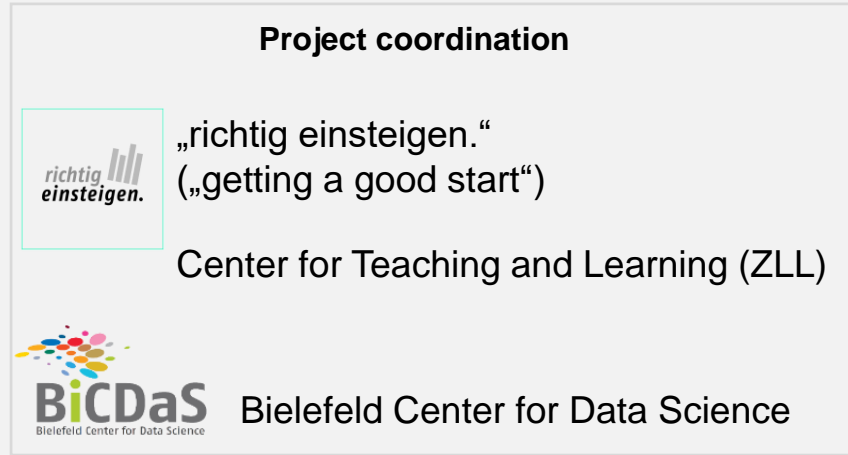 Project coordination
„richtig einsteigen.“
(„getting a good start“)
richtig
einsteigen.
Center for Teaching and Learning (ZLL)
BiCDaS
Bielefeld Center for Data Science
Bielefeld Center for Data Science